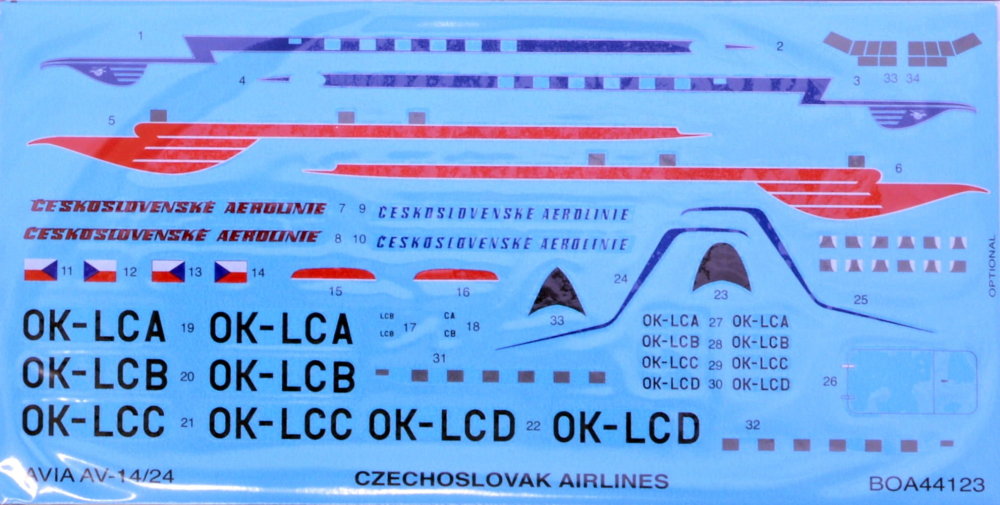 1
2
3
33 34
4
5
6
ČESKOSLOVENSKÉ AEROLINIE 7 9 ČESKOSLOVENSKÉ AEROLINIE
ČESKOSLOVENSKÉ AEROLINIE 8 10 ČESKOSLOVENSKÉ AEROLINIE
11 12 13 14
15 16 33 24 23 25
OPTIONAL
OK-LCA 19 OK-LCA
LCB 17 CA 18
LCB CB
OK-LCA 27 OK-LCA
OK-LCB 28 OK-LCB
OK-LCC 29 OK-LCC
OK-LCD 30 OK-LCD
31
26
OK-LCB 20 OK-LCB
OK-LCC 21 OK-LCC OK-LCD 22 OK-LCD
32
AVIA AV-14/24 CZECHOSLOVAK AIRLINES BOA44123